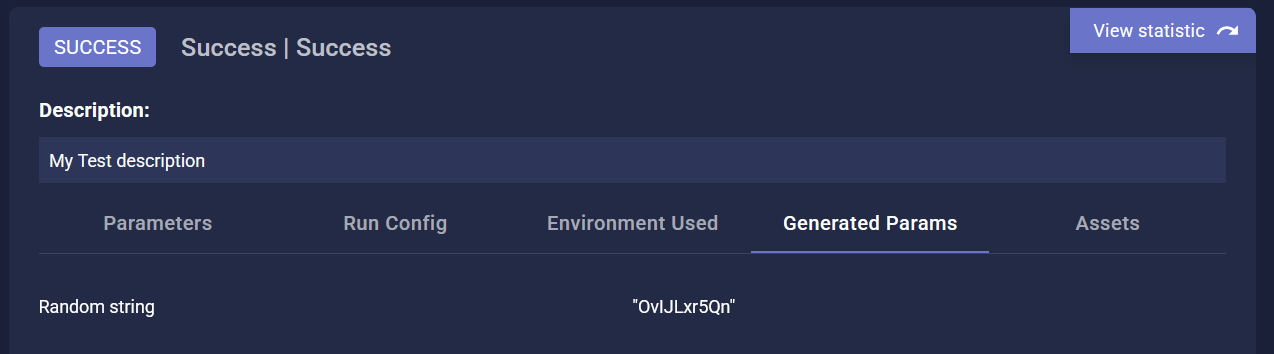 SUCCESS Success | Success View statistic
Description:
My Test description
Parameters Run Config Environment Used Generated Params Assets
Random string "OvIJLxr5Qn"